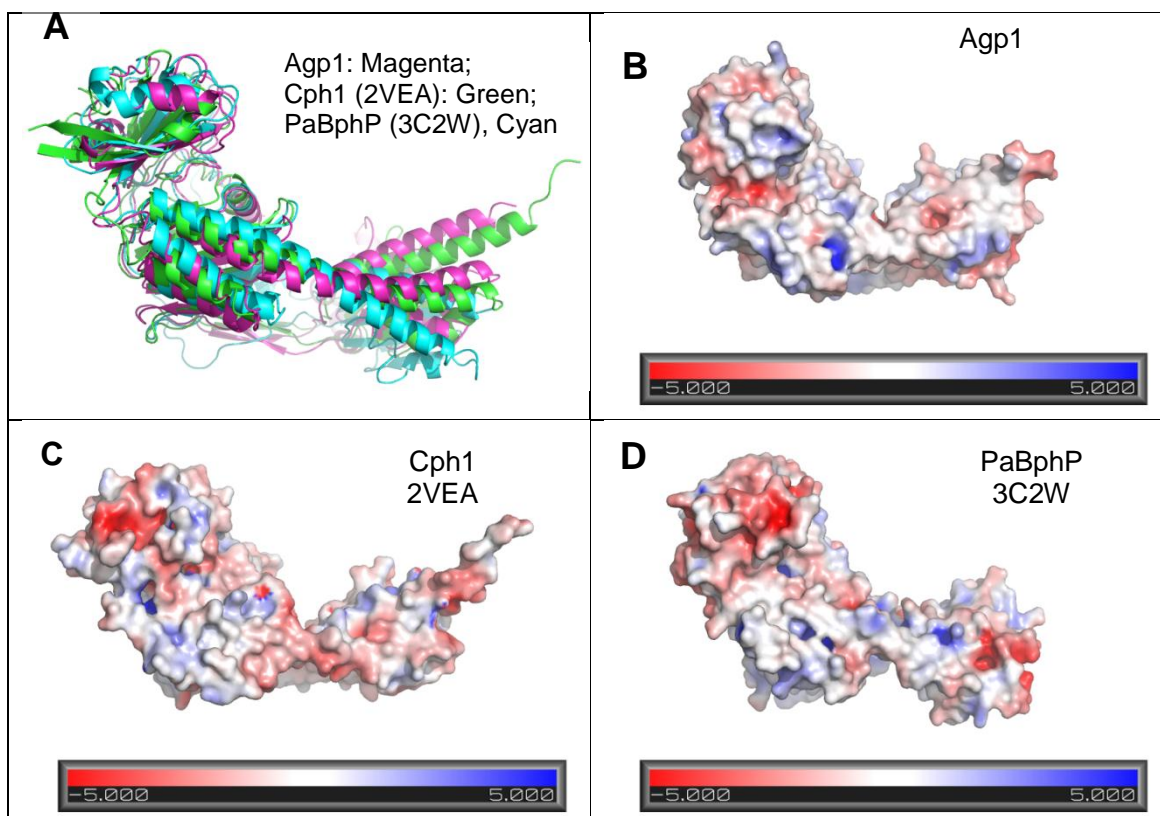 A
Agp1: Magenta;
Cph1 (2VEA): Green;
PaBphP (3C2W), Cyan
B
Agp1
-5.000 5.000
C
Cph1
2VEA
-5.000 5.000
D
PaBphP
3C2W
-5.000 5.000